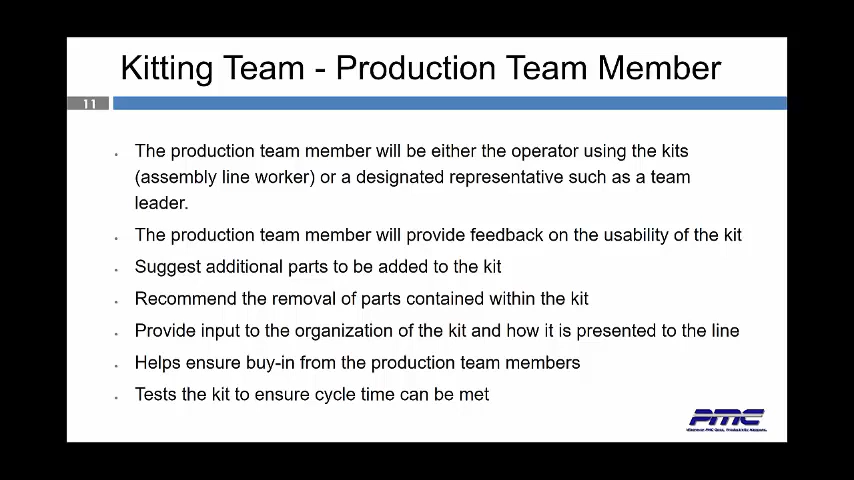 Kitting Team - Production Team Member
11
The production team member will be either the operator using the kits
(assembly line worker) or a designated representative such as a team
leader.
The production team member will provide feedback on the usability of the kit
Suggest additional parts to be added to the kit
Recommend the removal of parts contained within the kit
Provide input to the organization of the kit and how it is presented to the line
Helps ensure buy-in from the production team members
Tests the kit to ensure cycle time can be met
PMC
Wherever PMC Goes, Productivity Happens.